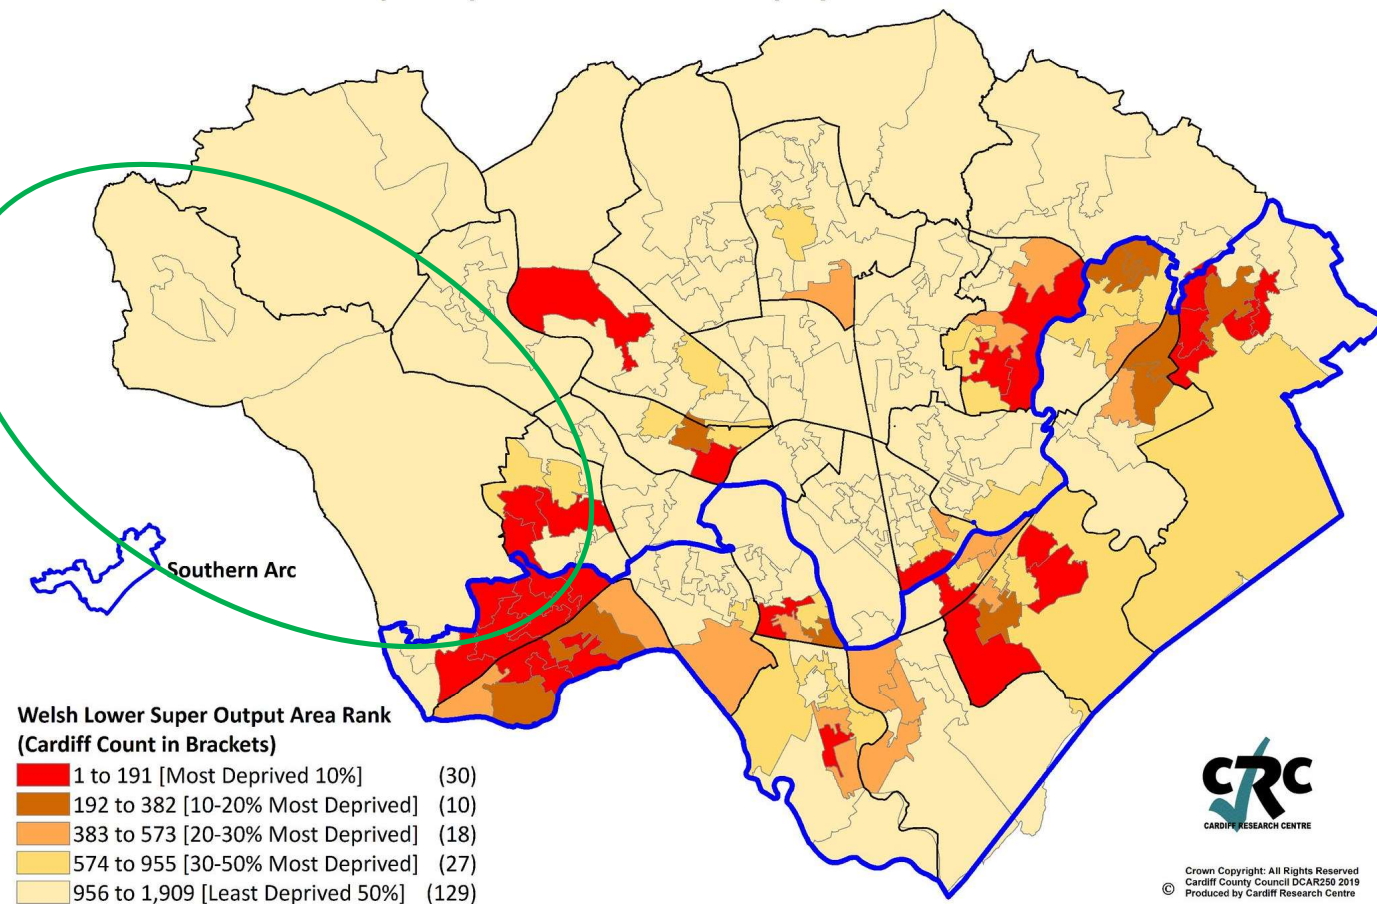 Southern Arc
Welsh Lower Super Output Area Rank
(Cardiff Count in Brackets)
1 to 191 [Most Deprived 10%] (30)
192 to 382 [10-20% Most Deprived] (10)
383 to 573 [20-30% Most Deprived] (18)
574 to 955 [30-50% Most Deprived] (27)
956 to 1,909 [Least Deprived 50%] (129)
CRC
CARDIFF RESEARCH CENTRE
Crown Copyright: All Rights Reserved
Cardiff County Council DCAR250 2019
© Produced by Cardiff Research Centre